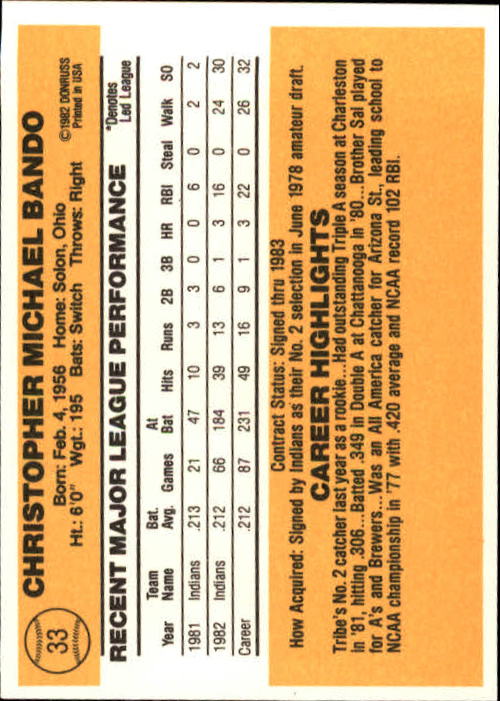 33
CHRISTOPHER MICHAEL BANDO
Born: Feb. 4, 1956 Home: Solon, Ohio
Ht.: 6'0" Wgt.: 195 Bats: Switch Throws: Right
©1982 DONRUSS
Printed in USA
RECENT MAJOR LEAGUE PERFORMANCE
*Denotes
Led League
Year Team Name Bat. Avg. Games At Bat Hits Runs 2B 3B HR RBI Steal Walk SO
1981 Indians .213 21 47 10 3 3 0 0 6 0 2 2
1982 Indians .212 66 184 39 13 6 1 3 16 0 24 30
Career .212 87 231 49 16 9 1 3 22 0 26 32
Contract Status: Signed thru 1983
How Acquired: Signed by Indians as their No. 2 selection in June 1978 amateur draft.
CAREER HIGHLIGHTS
Tribe's No. 2 catcher last year as a rookie...Had outstanding Triple A season at Charleston
in '81, hitting .306...Batted .349 in Double A at Chattanooga in '80...Brother Sal played
for A's and Brewers...Was an All America catcher for Arizona St., leading school to
NCAA championship in '77 with .420 average and NCAA record 102 RBI.